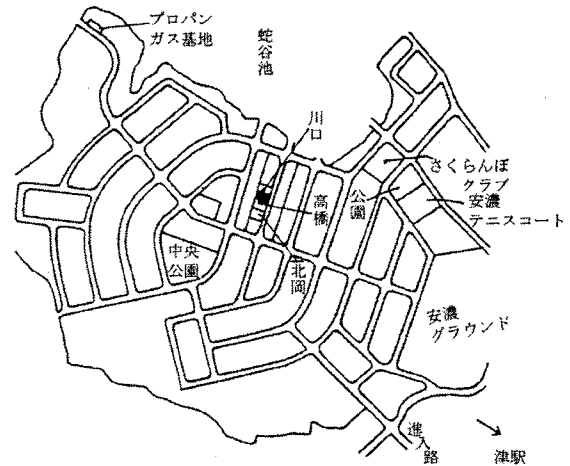 プロパン
ガス基地
蛇谷池
川口
さくらんぼ
クラブ
公園
安濃
テニスコート
高橋
中央
公園
北岡
安濃
グラウンド
進入路
津駅